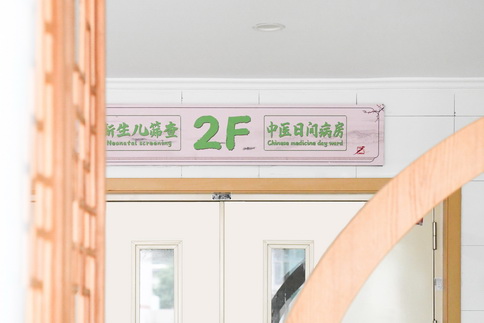 新生儿筛查
Neonatal screening
2F
中医日间病房
Chinese medicine day ward